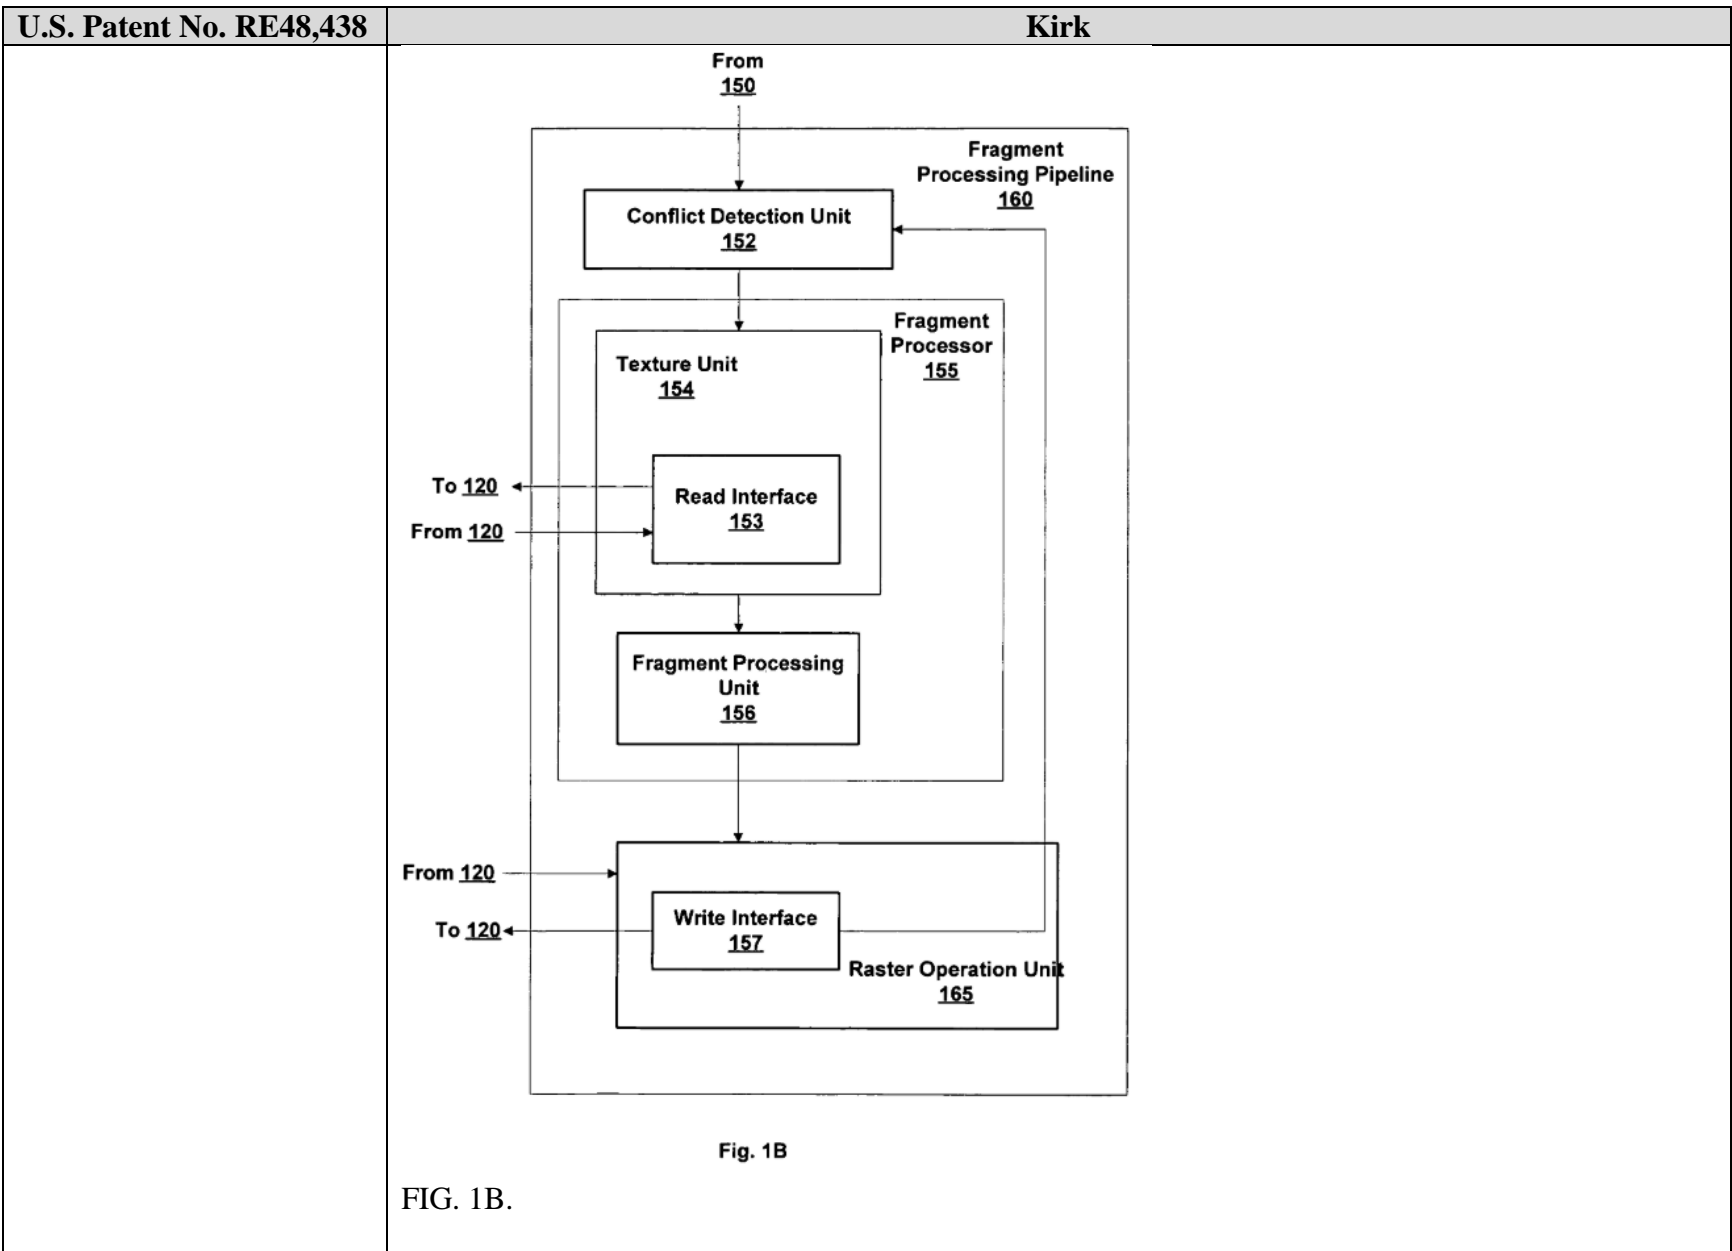 U.S. Patent No. RE48,438
Kirk
From
150
Fragment
Processing Pipeline
160
Conflict Detection Unit
152
Fragment
Processor
155
Texture Unit
154
To 120
Read Interface
153
From 120
Fragment Processing
Unit
156
From 120
Write Interface
157
To 120
Raster Operation Unit
165
Fig. 1B
FIG. 1B.